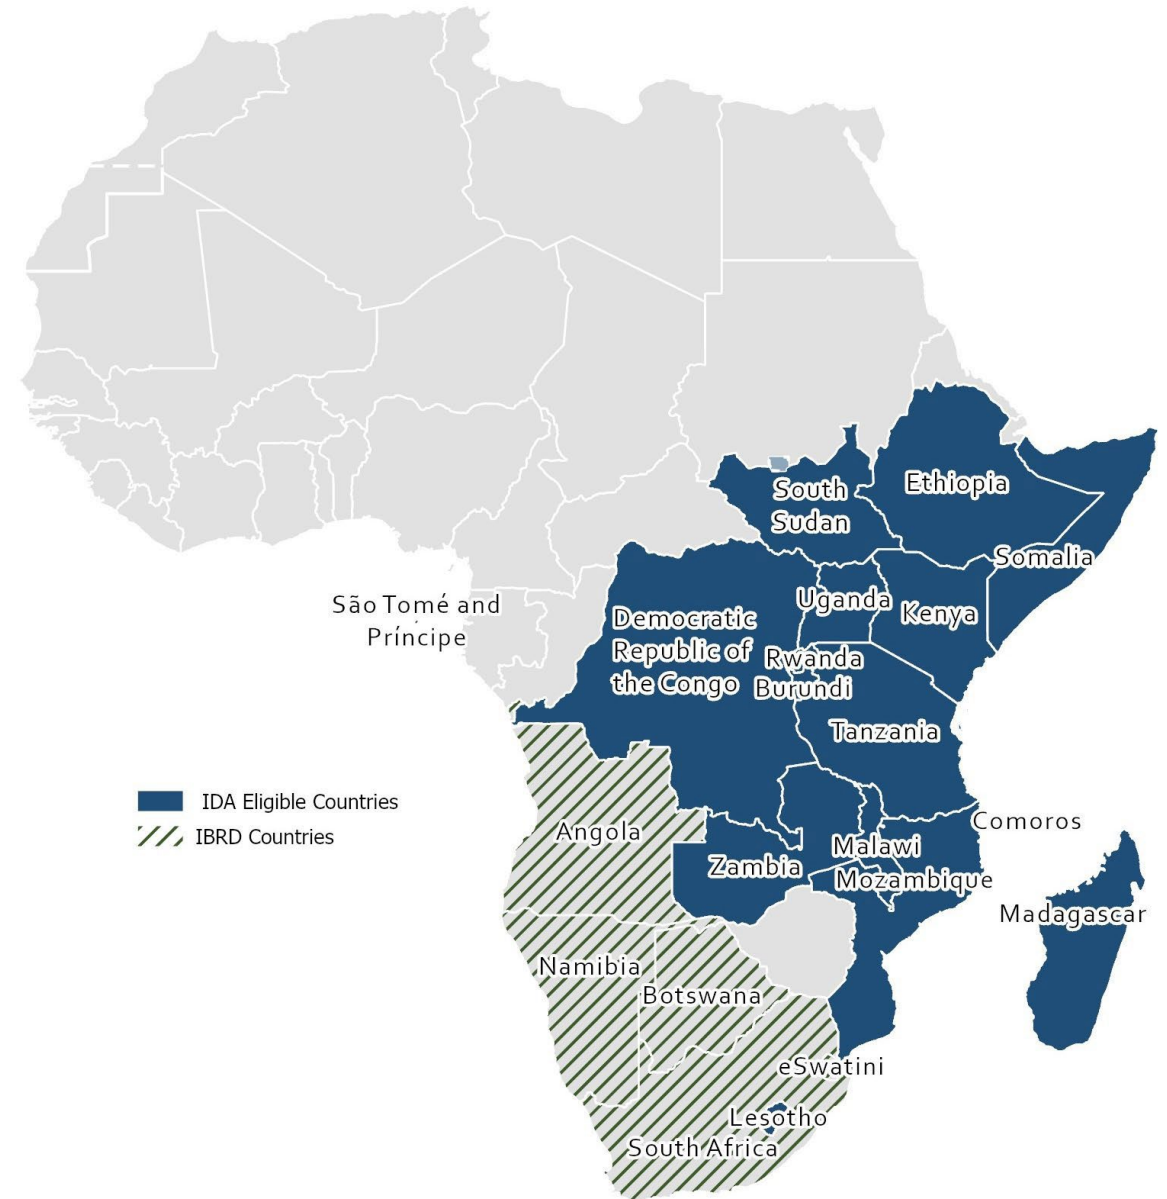 South
Sudan
Ethiopia
Somalia
São Tomé and
Príncipe
Democratic
Republic of
the Congo
Uganda
Kenya
Rwanda
Burundi
Tanzania
IDA Eligible Countries
IBRD Countries
Angola
Zambia
Malawi
Mozambique
Comoros
Madagascar
Namibia
Botswana
eSwatini
Lesotho
South Africa